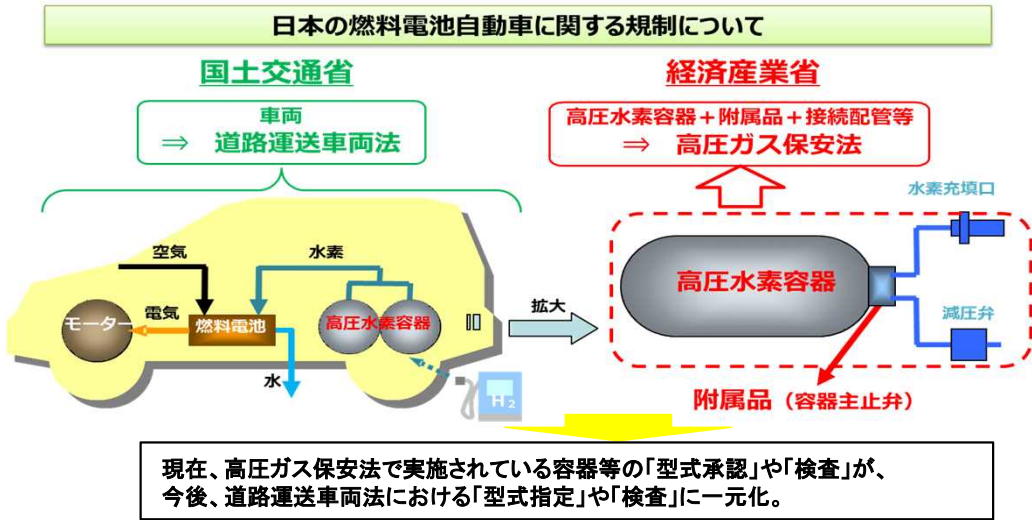 日本の燃料電池自動車に関する規制について
国土交通省
車両
⇒ 道路運送車両法
経済産業省
高圧水素容器＋附属品＋接続配管等
⇒ 高圧ガス保安法
空気
水素
電気
モーター
燃料電池
高圧水素容器
水
H2
拡大
水素充填口
高圧水素容器
減圧弁
附属品（容器主止弁）
現在、高圧ガス保安法で実施されている容器等の「型式承認」や「検査」が、
今後、道路運送車両法における「型式指定」や「検査」に一元化。